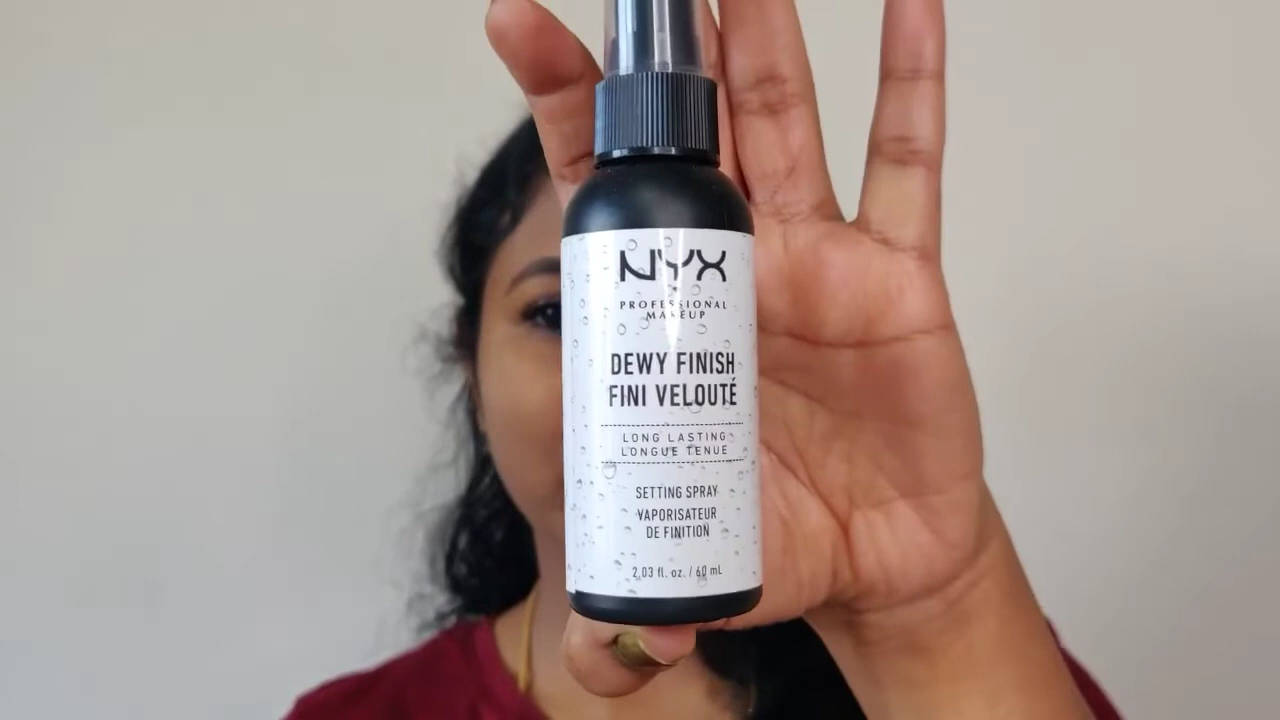 NYX
PROFESSIONAL
MAKEUP
DEWY FINISH
FINI VELOUTÉ
LONG LASTING
LONGUE TENUE
SETTING SPRAY
VAPORISATEUR
DE FINITION
2.03 fl. oz. / 60 mL